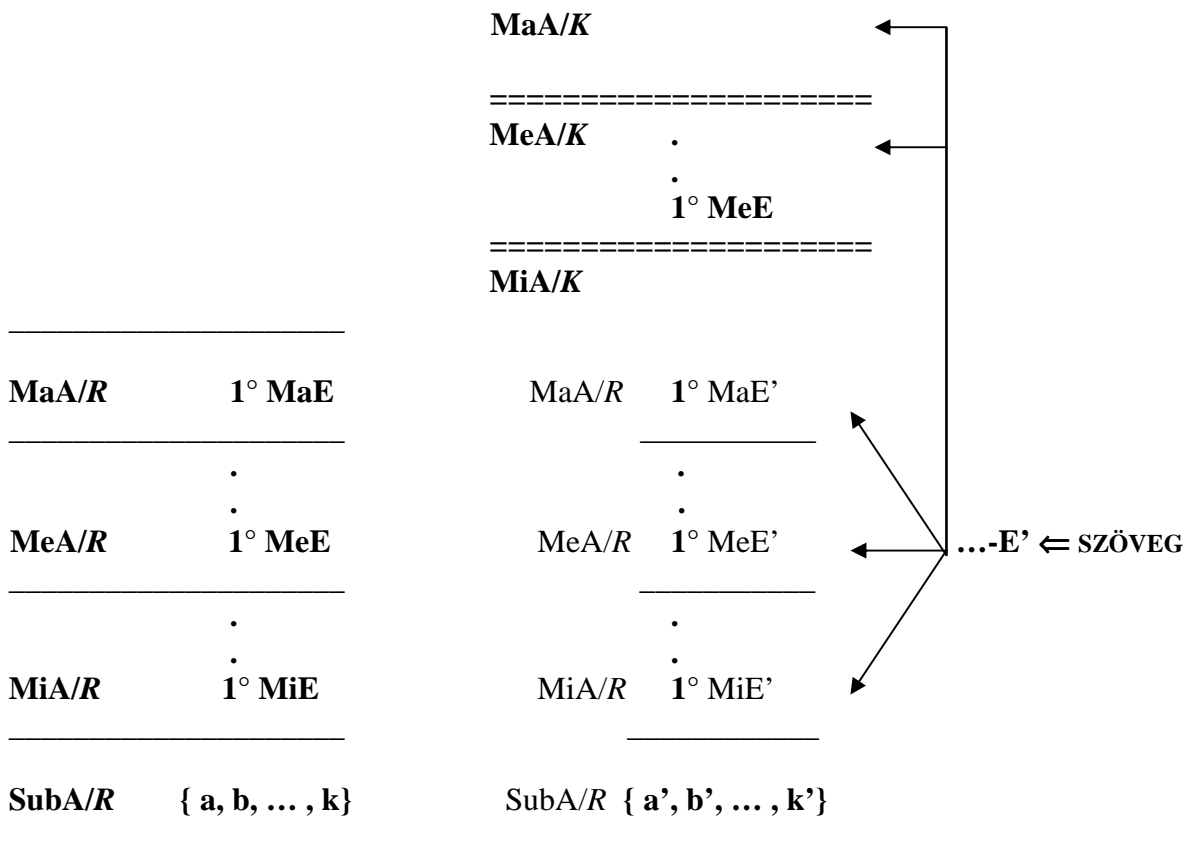 MaA/K
=====================
MeA/K .
.
1° MeE
=====================
MiA/K
MaA/R 1° MaE MaA/R 1° MaE’
. .
. .
MeA/R 1° MeE MeA/R 1° MeE’ …-E’ ⇐ SZÖVEG
. .
. .
MiA/R 1° MiE MiA/R 1° MiE’
SubA/R { a, b, … , k} SubA/R { a’, b’, … , k’}